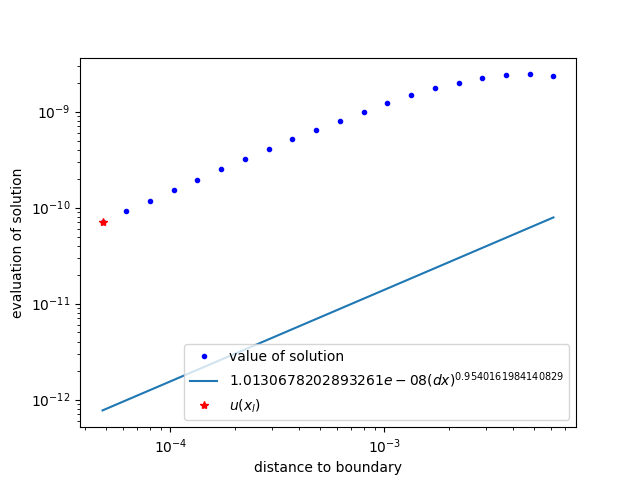 10⁻⁹
10⁻¹⁰
10⁻¹¹
10⁻¹²
evaluation of solution
value of solution
1.0130678202893261e − 08(dx)^0.9540161984140829
u(x_l)
10⁻⁴
10⁻³
distance to boundary